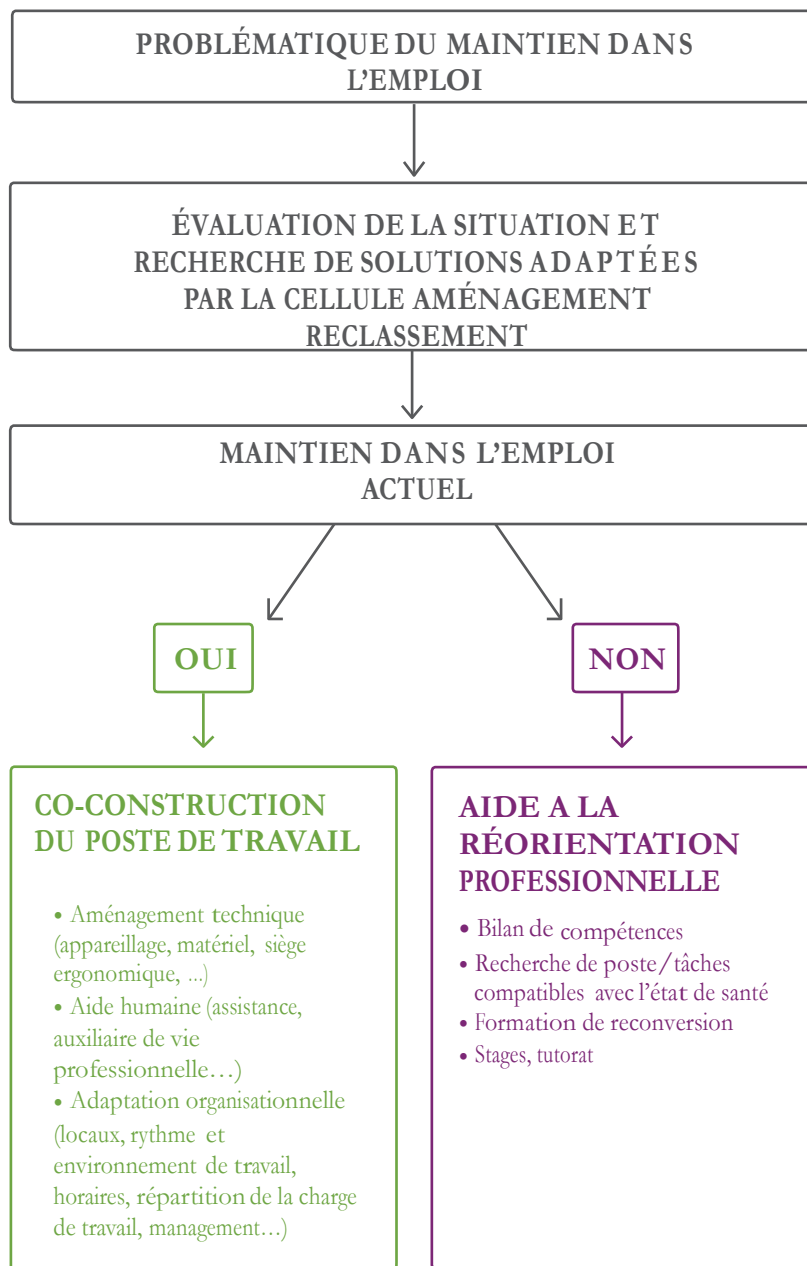 PROBLÉMATIQUE DU MAINTIEN DANS
L'EMPLOI
ÉVALUATION DE LA SITUATION ET
RECHERCHE DE SOLUTIONS ADAPTÉES
PAR LA CELLULE AMÉNAGEMENT
RECLASSEMENT
MAINTIEN DANS L'EMPLOI
ACTUEL
OUI
NON
CO-CONSTRUCTION
DU POSTE DE TRAVAIL
• Aménagement technique
(appareillage, matériel, siège
ergonomique, ...)
• Aide humaine (assistance,
auxiliaire de vie
professionnelle…)
• Adaptation organisationnelle
(locaux, rythme et
environnement de travail,
horaires, répartition de la charge
de travail, management…)
AIDE A LA
RÉORIENTATION
PROFESSIONNELLE
• Bilan de compétences
• Recherche de poste/tâches
compatibles avec l'état de santé
• Formation de reconversion
• Stages, tutorat